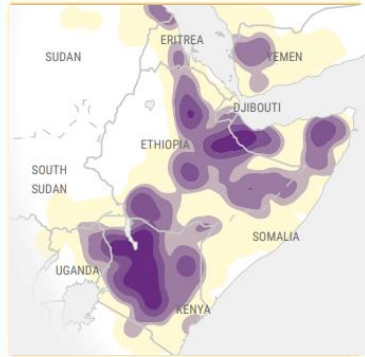 ERITREA
SUDAN
YEMEN
DJIBOUTI
ETHIOPIA
SOUTH
SUDAN
SOMALIA
UGANDA
KENYA